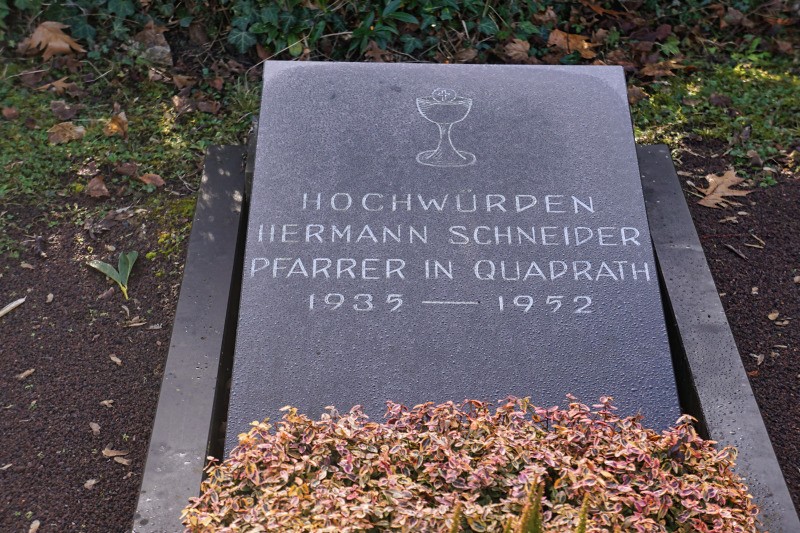 HOCHWÜRDEN
HERMANN SCHNEIDER
PFARRER IN QUADRATH
1935 — 1952